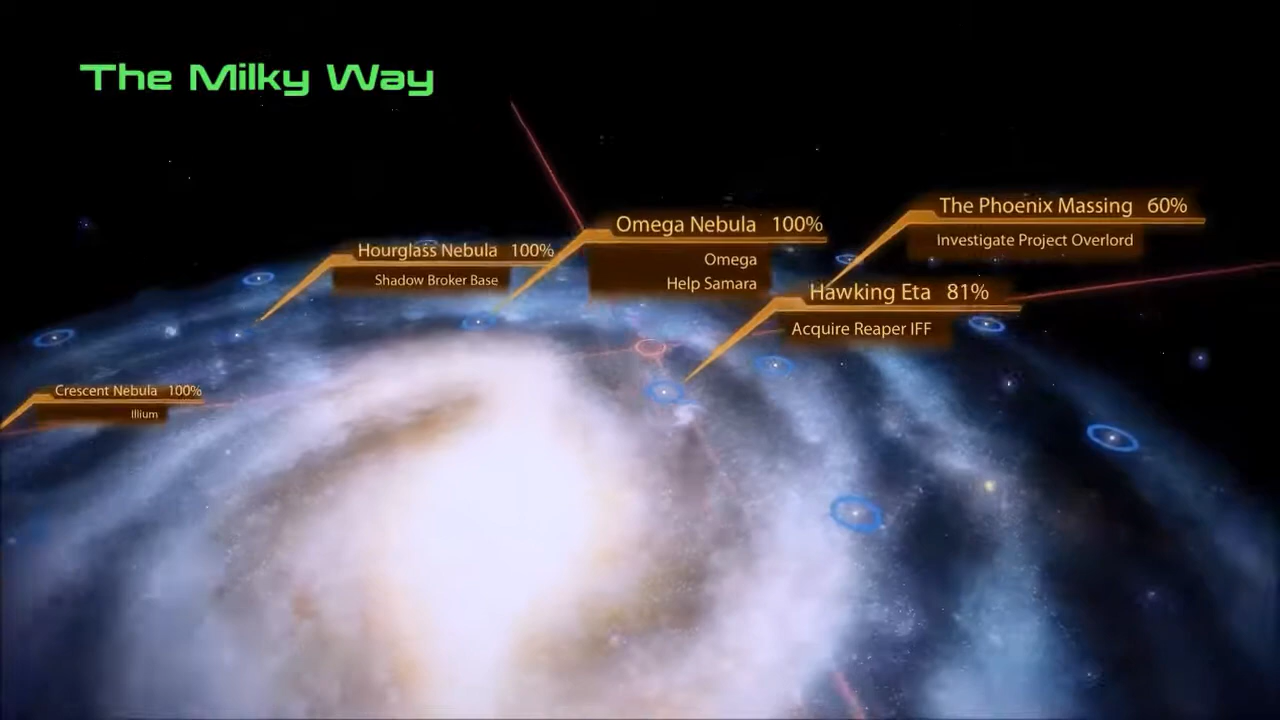 The Milky Way
The Phoenix Massing 60%
Investigate Project Overlord
Omega Nebula 100%
Omega
Help Samara
Hourglass Nebula 100%
Shadow Broker Base
Hawking Eta 81%
Acquire Reaper IFF
Crescent Nebula 100%
Illium